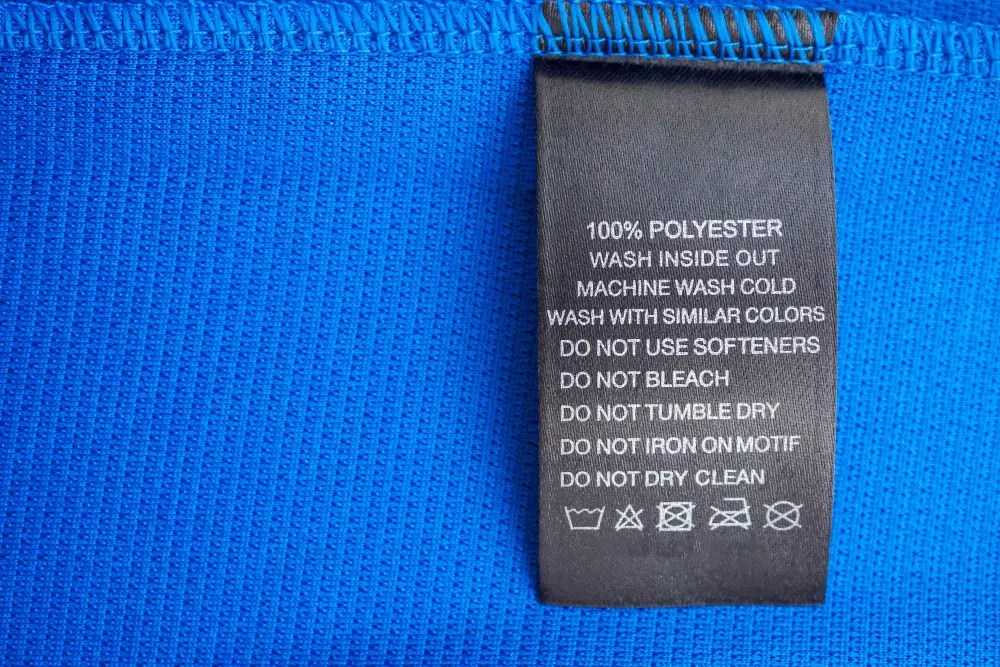 100% POLYESTER
WASH INSIDE OUT
MACHINE WASH COLD
WASH WITH SIMILAR COLORS
DO NOT USE SOFTENERS
DO NOT BLEACH
DO NOT TUMBLE DRY
DO NOT IRON ON MOTIF
DO NOT DRY CLEAN